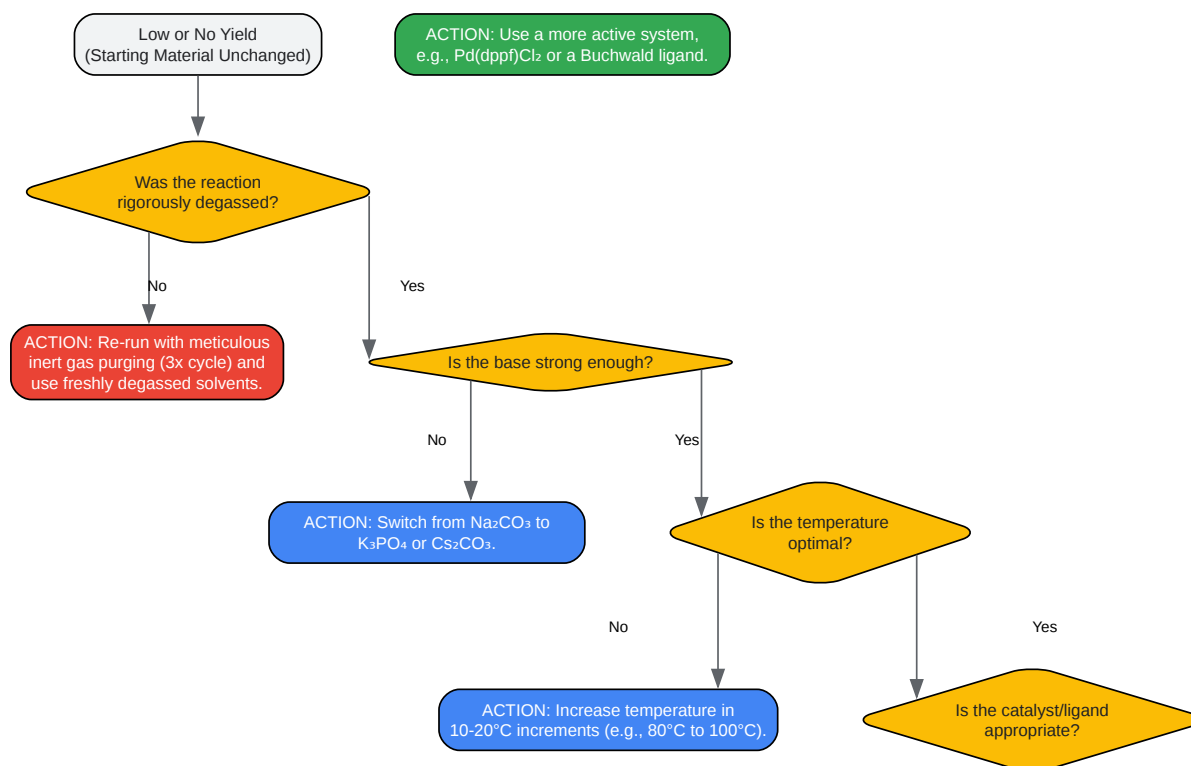 Low or No Yield
(Starting Material Unchanged)
ACTION: Use a more active system,
e.g., Pd(dppf)Cl₂ or a Buchwald ligand.
Was the reaction
rigorously degassed?
No
Yes
ACTION: Re-run with meticulous
inert gas purging (3x cycle) and
use freshly degassed solvents.
Is the base strong enough?
No
Yes
ACTION: Switch from Na₂CO₃ to
K₃PO₄ or Cs₂CO₃.
Is the temperature
optimal?
No
Yes
ACTION: Increase temperature in
10-20°C increments (e.g., 80°C to 100°C).
Is the catalyst/ligand
appropriate?